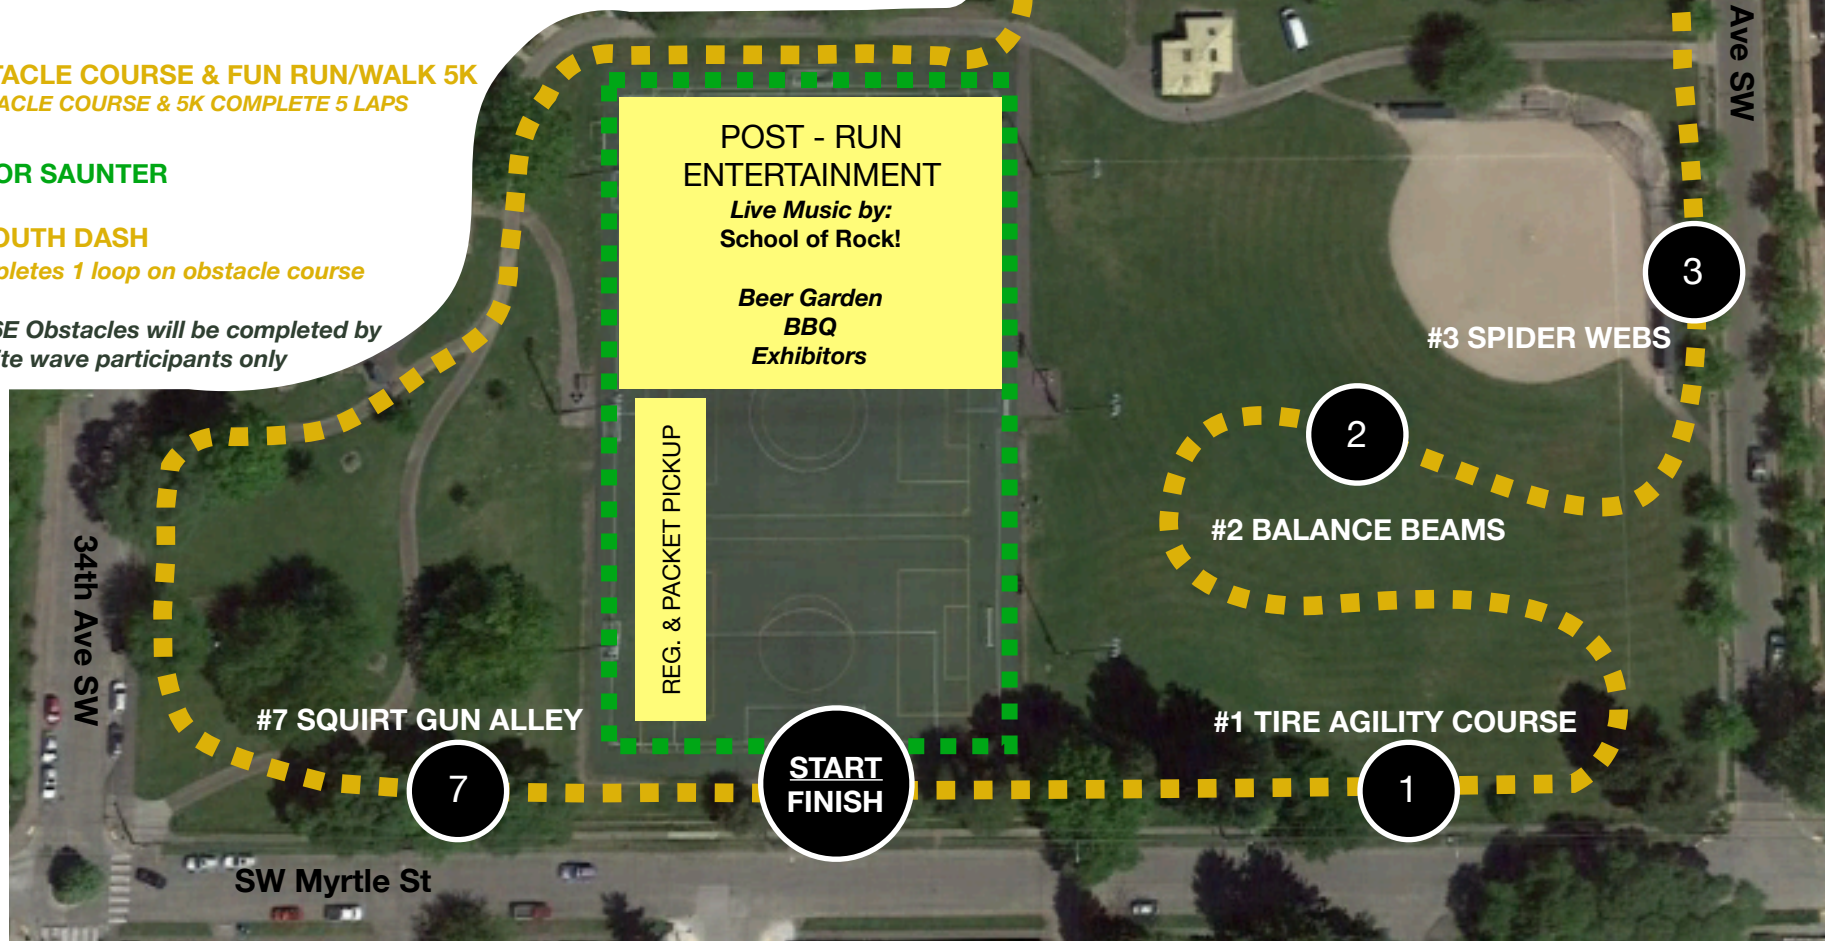 TACLE COURSE & FUN RUN/WALK 5K
ACLE COURSE & 5K COMPLETE 5 LAPS
OR SAUNTER
OUTH DASH
pletes 1 loop on obstacle course
SE Obstacles will be completed by
ite wave participants only
POST - RUN
ENTERTAINMENT
Live Music by:
School of Rock!
Beer Garden
BBQ
Exhibitors
REG. & PACKET PICKUP
Ave SW
3
#3 SPIDER WEBS
2
#2 BALANCE BEAMS
34th Ave SW
#7 SQUIRT GUN ALLEY
7
START
FINISH
#1 TIRE AGILITY COURSE
1
SW Myrtle St